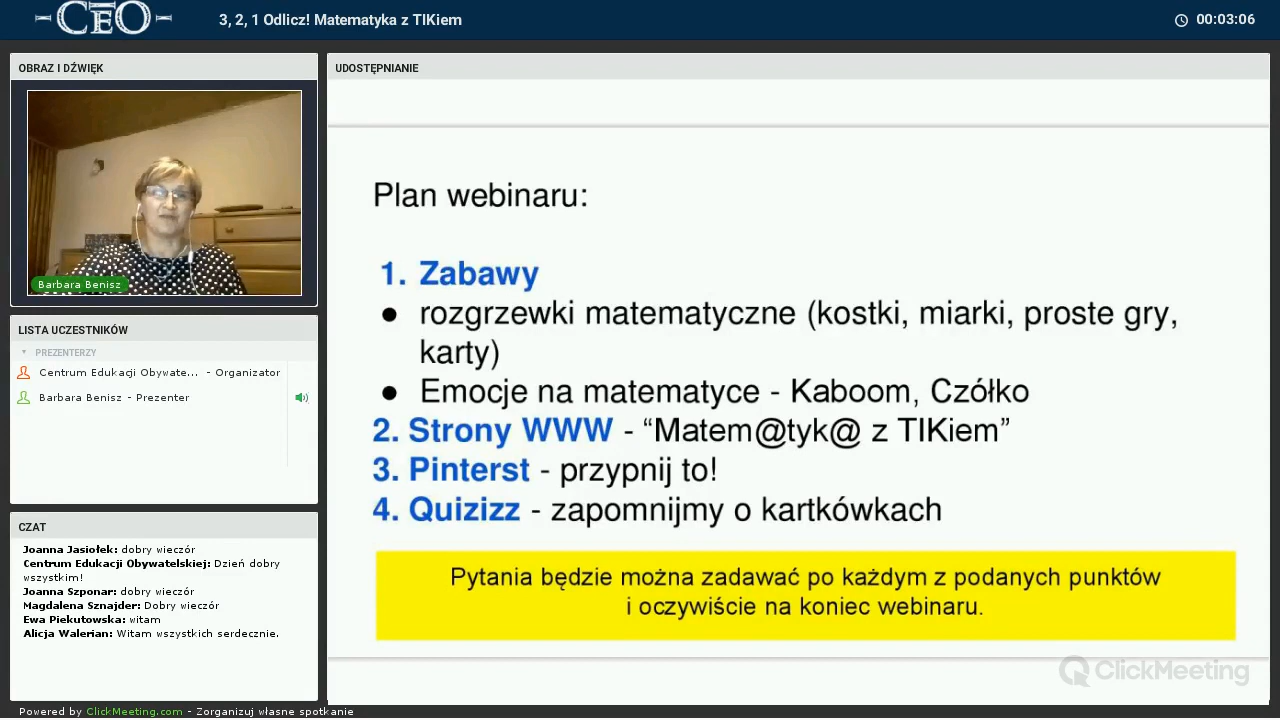 CEO
3, 2, 1 Odlicz! Matematyka z TIKiem
00:03:06
OBRAZ I DŹWIĘK
Barbara Benisz
LISTA UCZESTNIKÓW
PREZENTERZY
Centrum Edukacji Obywate... - Organizator
Barbara Benisz - Prezenter
CZAT
Joanna Jasiołek: dobry wieczór
Centrum Edukacji Obywatelskiej: Dzień dobry
wszystkim!
Joanna Szponar: dobry wieczór
Magdalena Sznajder: Dobry wieczór
Ewa Piekutowska: witam
Alicja Walerian: Witam wszystkich serdecznie.
UDOSTĘPNIANIE
Plan webinaru:
1. Zabawy
● rozgrzewki matematyczne (kostki, miarki, proste gry,
karty)
● Emocje na matematyce - Kaboom, Czółko
2. Strony WWW - “Matem@tyk@ z TIKiem”
3. Pinterst - przypnij to!
4. Quizizz - zapomnijmy o kartkówkach
Pytania będzie można zadawać po każdym z podanych punktów
i oczywiście na koniec webinaru.
ClickMeeting
Powered by ClickMeeting.com - Zorganizuj własne spotkanie